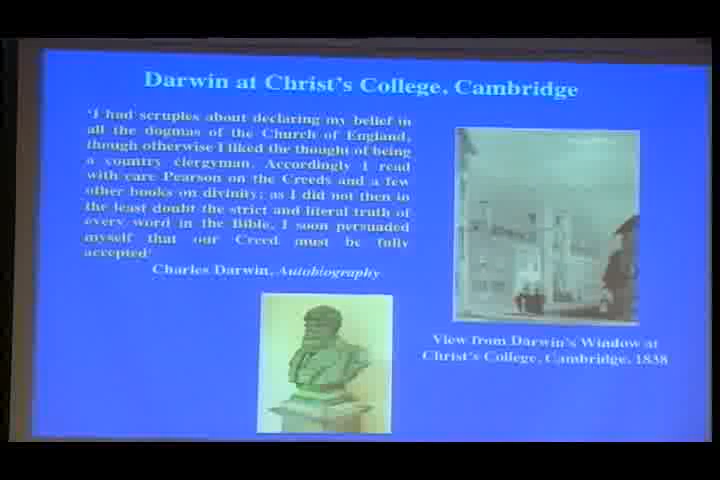 Darwin at Christ's College, Cambridge
'I had scruples about declaring my belief in
all the dogmas of the Church of England,
though otherwise I liked the thought of being
a country clergyman. Accordingly I read
with care Pearson on the Creeds and a few
other books on divinity; as I did not then in
the least doubt the strict and literal truth of
every word in the Bible, I soon persuaded
myself that our Creed must be fully
accepted'
Charles Darwin, Autobiography
View from Darwin's Window at
Christ's College, Cambridge, 1838